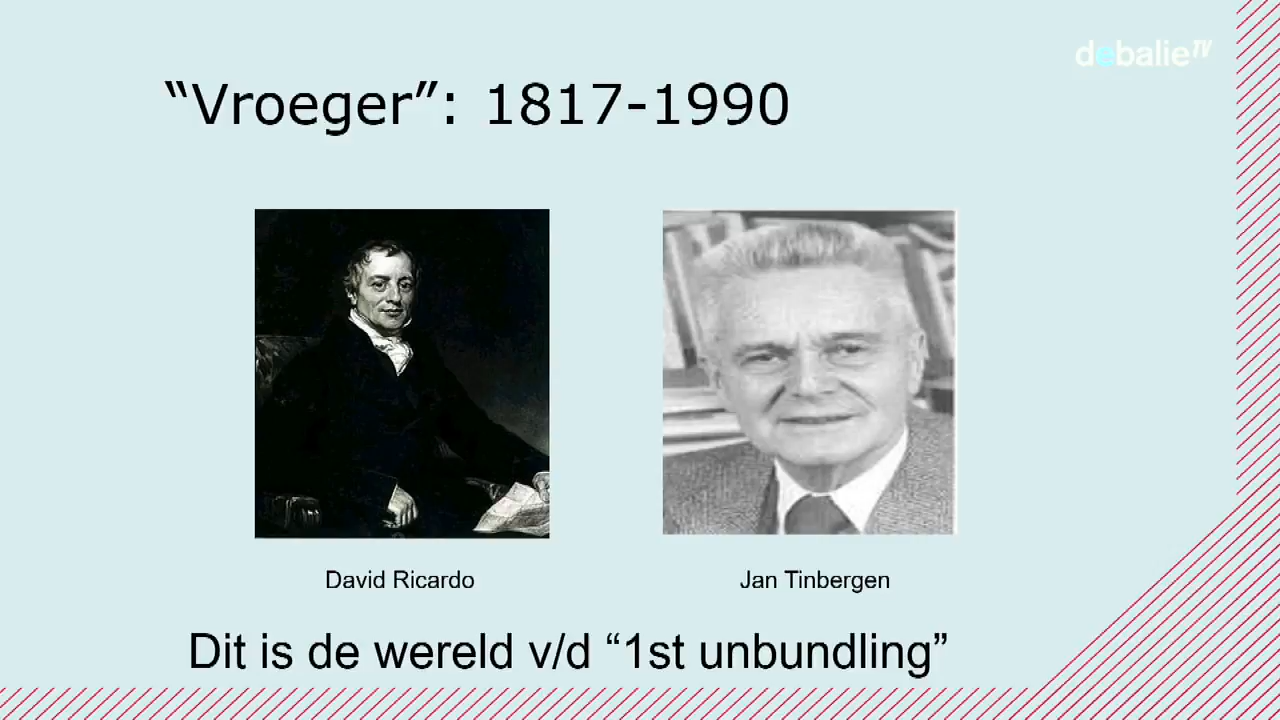 debalieTV
“Vroeger”: 1817-1990
David Ricardo
Jan Tinbergen
Dit is de wereld v/d “1st unbundling”